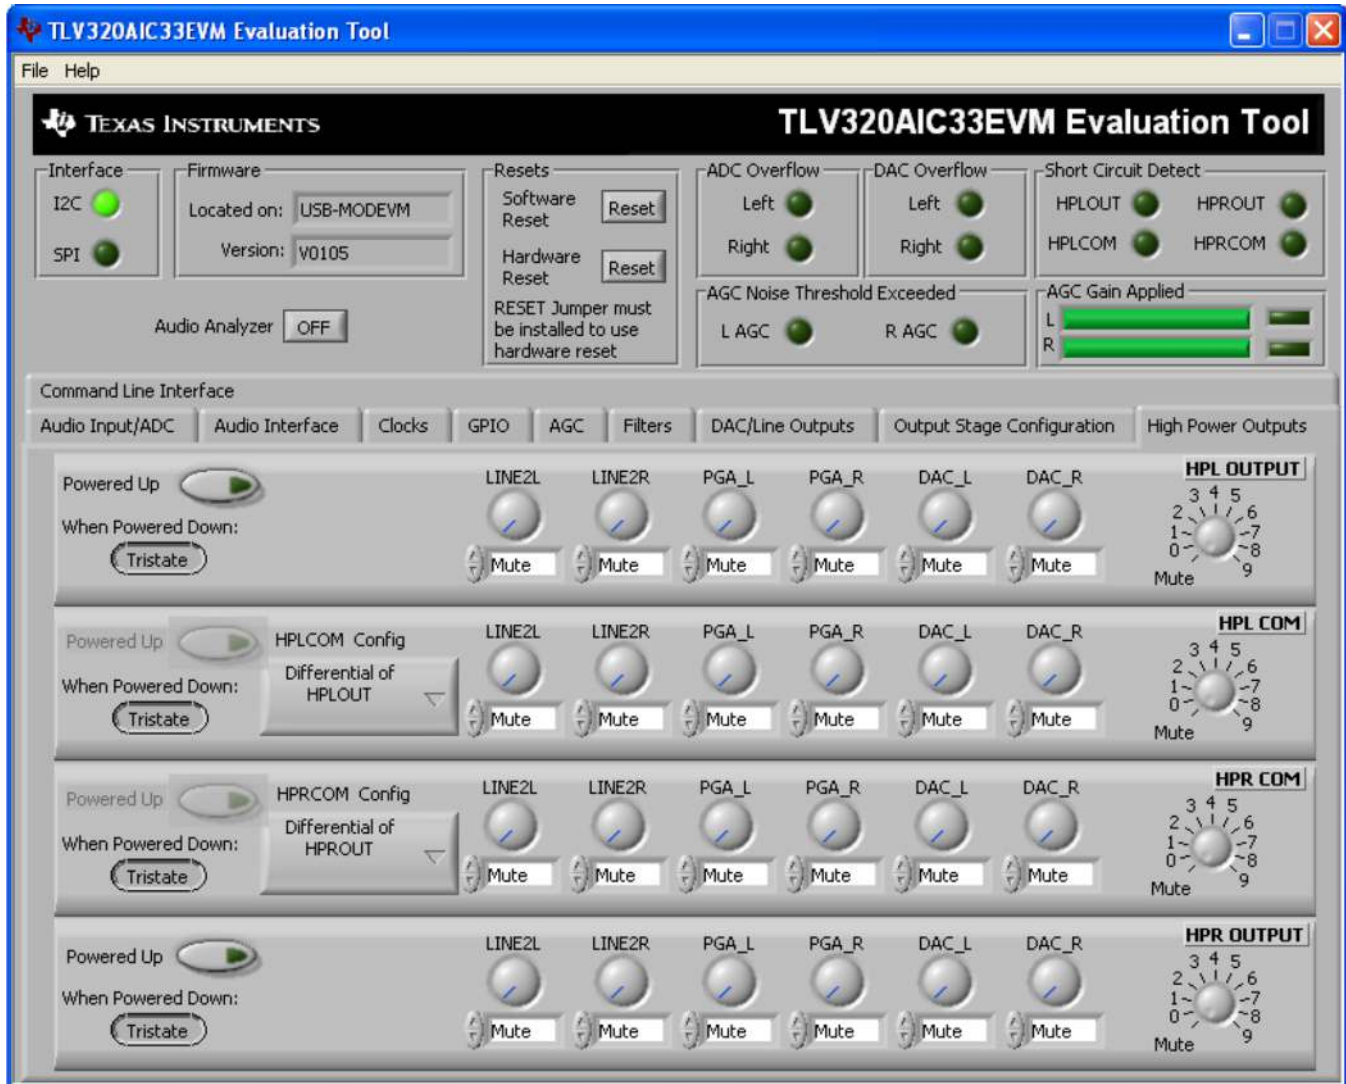 TLV320AIC33EVM Evaluation Tool
File Help
TEXAS INSTRUMENTS
TLV320AIC33EVM Evaluation Tool
Interface
I2C
SPI
Firmware
Located on: USB-MODEVM
Version: V0105
Audio Analyzer OFF
Resets
Software
Reset
Reset
Hardware
Reset
Reset
RESET Jumper must
be installed to use
hardware reset
ADC Overflow
Left
Right
DAC Overflow
Left
Right
Short Circuit Detect
HPLOUT HPROUT
HPLCOM HPRCOM
AGC Noise Threshold Exceeded
L AGC R AGC
AGC Gain Applied
L
R
Command Line Interface
Audio Input/ADC Audio Interface Clocks GPIO AGC Filters DAC/Line Outputs Output Stage Configuration High Power Outputs
Powered Up
When Powered Down:
Tristate
LINE2L LINE2R PGA_L PGA_R DAC_L DAC_R
Mute Mute Mute Mute Mute Mute
HPL OUTPUT
Mute 0 1 2 3 4 5 6 7 8 9
Powered Up
When Powered Down:
Tristate
HPLCOM Config
Differential of
HPLOUT
LINE2L LINE2R PGA_L PGA_R DAC_L DAC_R
Mute Mute Mute Mute Mute Mute
HPL COM
Mute 0 1 2 3 4 5 6 7 8 9
Powered Up
When Powered Down:
Tristate
HPRCOM Config
Differential of
HPROUT
LINE2L LINE2R PGA_L PGA_R DAC_L DAC_R
Mute Mute Mute Mute Mute Mute
HPR COM
Mute 0 1 2 3 4 5 6 7 8 9
Powered Up
When Powered Down:
Tristate
LINE2L LINE2R PGA_L PGA_R DAC_L DAC_R
Mute Mute Mute Mute Mute Mute
HPR OUTPUT
Mute 0 1 2 3 4 5 6 7 8 9